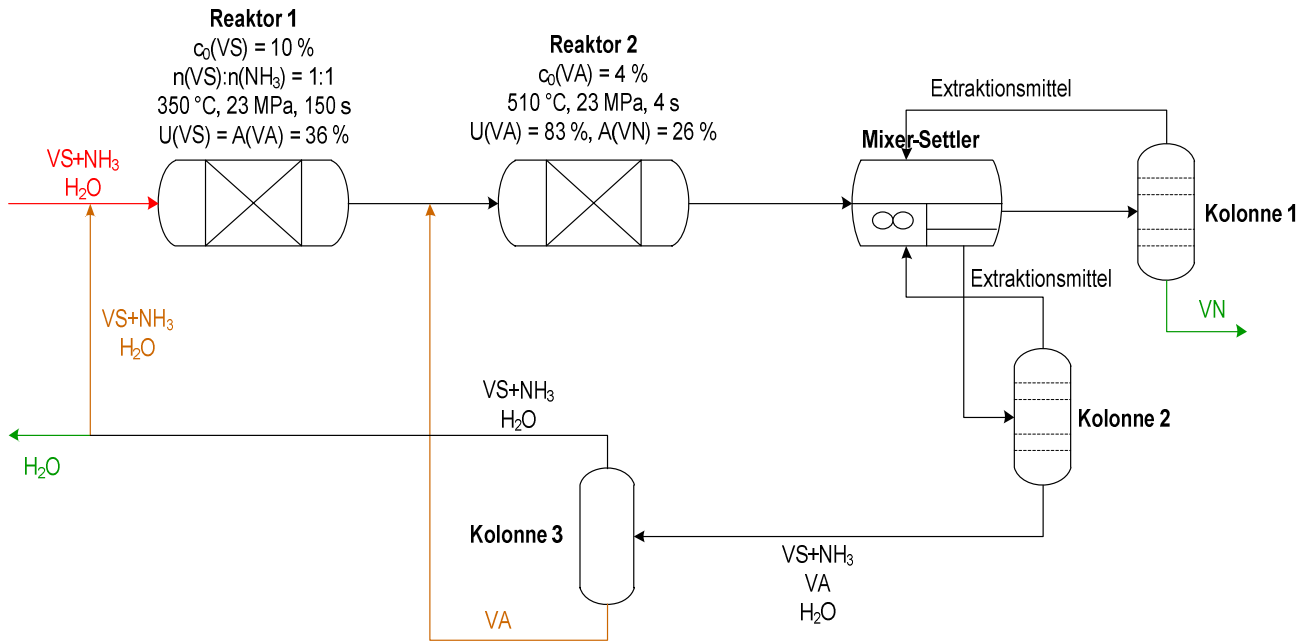 Reaktor 1
c₀(VS) = 10 %
n(VS):n(NH₃) = 1:1
350 °C, 23 MPa, 150 s
U(VS) = A(VA) = 36 %
Reaktor 2
c₀(VA) = 4 %
510 °C, 23 MPa, 4 s
U(VA) = 83 %, A(VN) = 26 %
Extraktionsmittel
Mixer-Settler
VS+NH₃
H₂O
Kolonne 1
Extraktionsmittel
VN
VS+NH₃
H₂O
VS+NH₃
H₂O
Kolonne 2
H₂O
Kolonne 3
VS+NH₃
VA
H₂O
VA